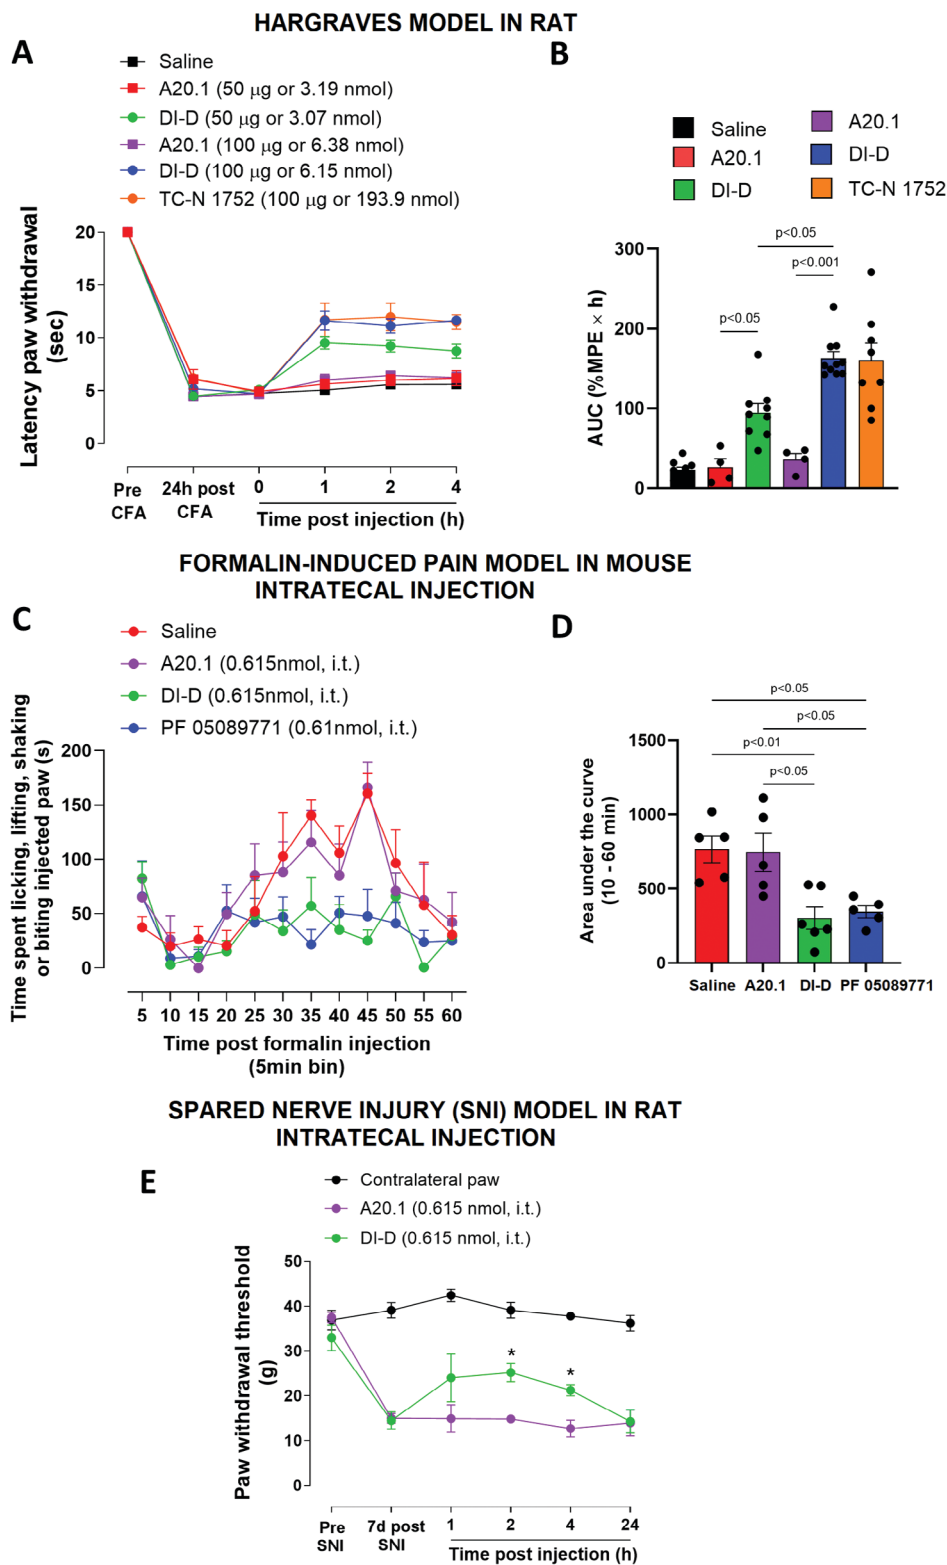 HARGRAVES MODEL IN RAT
A
Saline
A20.1 (50 μg or 3.19 nmol)
DI-D (50 μg or 3.07 nmol)
A20.1 (100 μg or 6.38 nmol)
DI-D (100 μg or 6.15 nmol)
TC-N 1752 (100 μg or 193.9 nmol)
Latency paw withdrawal
(sec)
20
15
10
5
0
Pre
CFA
24h post
CFA
0
1
2
4
Time post injection (h)
B
Saline
A20.1
DI-D
A20.1
DI-D
TC-N 1752
p<0.05
p<0.001
p<0.05
AUC (%MPE × h)
300
200
100
0
FORMALIN-INDUCED PAIN MODEL IN MOUSE
INTRATECAL INJECTION
C
Saline
A20.1 (0.615nmol, i.t.)
DI-D (0.615nmol, i.t.)
PF 05089771 (0.61nmol, i.t.)
Time spent licking, lifting, shaking
or biting injected paw (s)
200
150
100
50
0
5 10 15 20 25 30 35 40 45 50 55 60
Time post formalin injection
(5min bin)
D
p<0.05
p<0.05
p<0.01
p<0.05
Area under the curve
(10 - 60 min)
1500
1000
500
0
Saline A20.1 DI-D PF 05089771
SPARED NERVE INJURY (SNI) MODEL IN RAT
INTRATECAL INJECTION
E
Contralateral paw
A20.1 (0.615 nmol, i.t.)
DI-D (0.615 nmol, i.t.)
Paw withdrawal threshold
(g)
50
40
30
20
10
0
*
*
Pre
SNI
7d post
SNI
1
2
4
24
Time post injection (h)